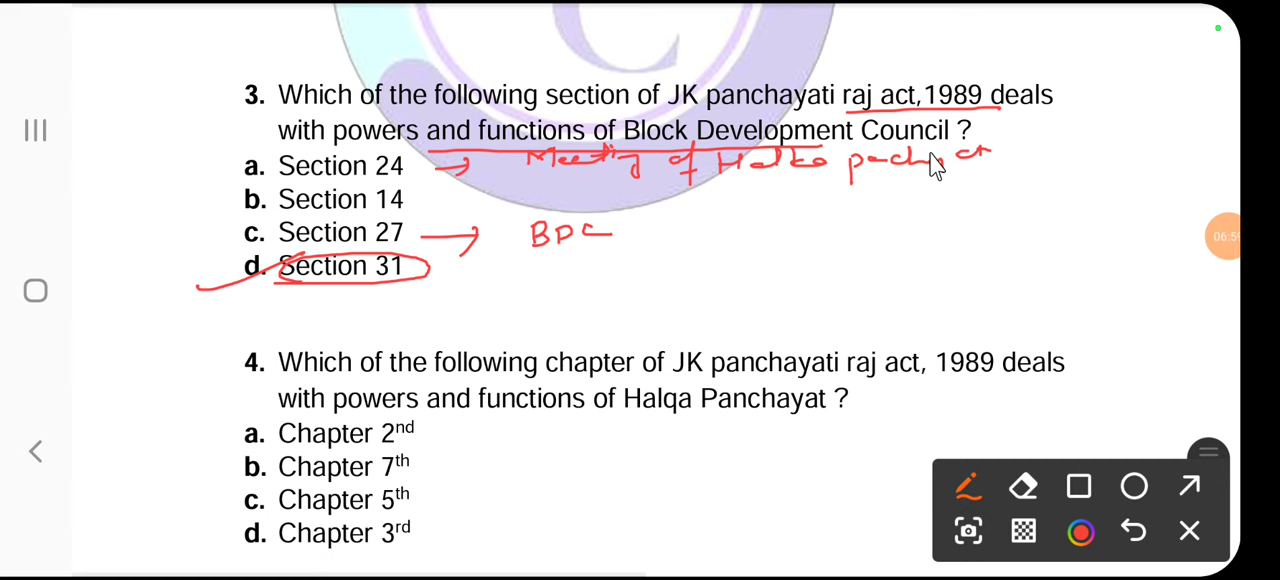 3. Which of the following section of JK panchayati raj act,1989 deals
with powers and functions of Block Development Council ?
a. Section 24 → Meeting of Halka
b. Section 14
c. Section 27 → BDC
d. Section 31
06:59
4. Which of the following chapter of JK panchayati raj act, 1989 deals
with powers and functions of Halqa Panchayat ?
a. Chapter 2nd
b. Chapter 7th
c. Chapter 5th
d. Chapter 3rd